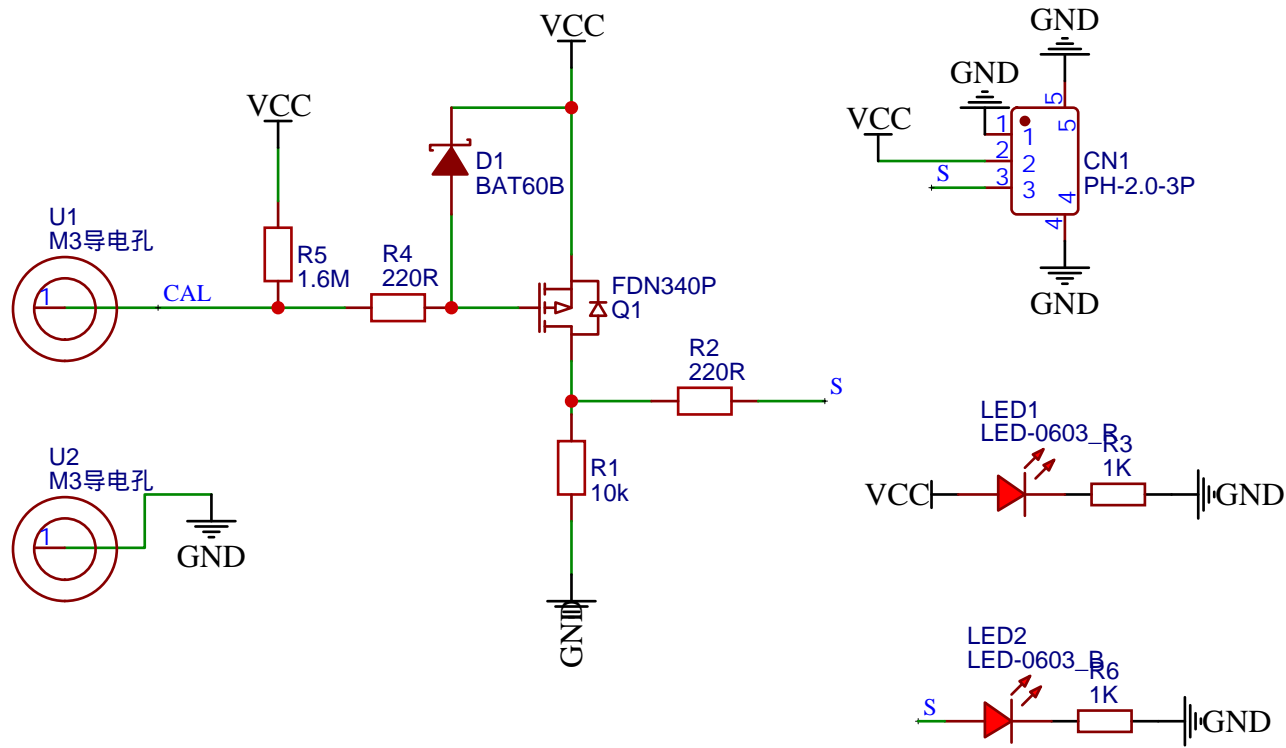 VCC
VCC
D1
BAT60B
U1
M3导电孔
1
CAL
R5
1.6M
R4
220R
FDN340P
Q1
R2
220R
S
R1
10k
GND
U2
M3导电孔
1
GND
GND
GND
VCC
S
1
2
3
1
2
3
5
5
4
4
CN1
PH-2.0-3P
GND
LED1
LED-0603_R
R3
1K
VCC
GND
LED2
LED-0603_B
R6
1K
S
GND